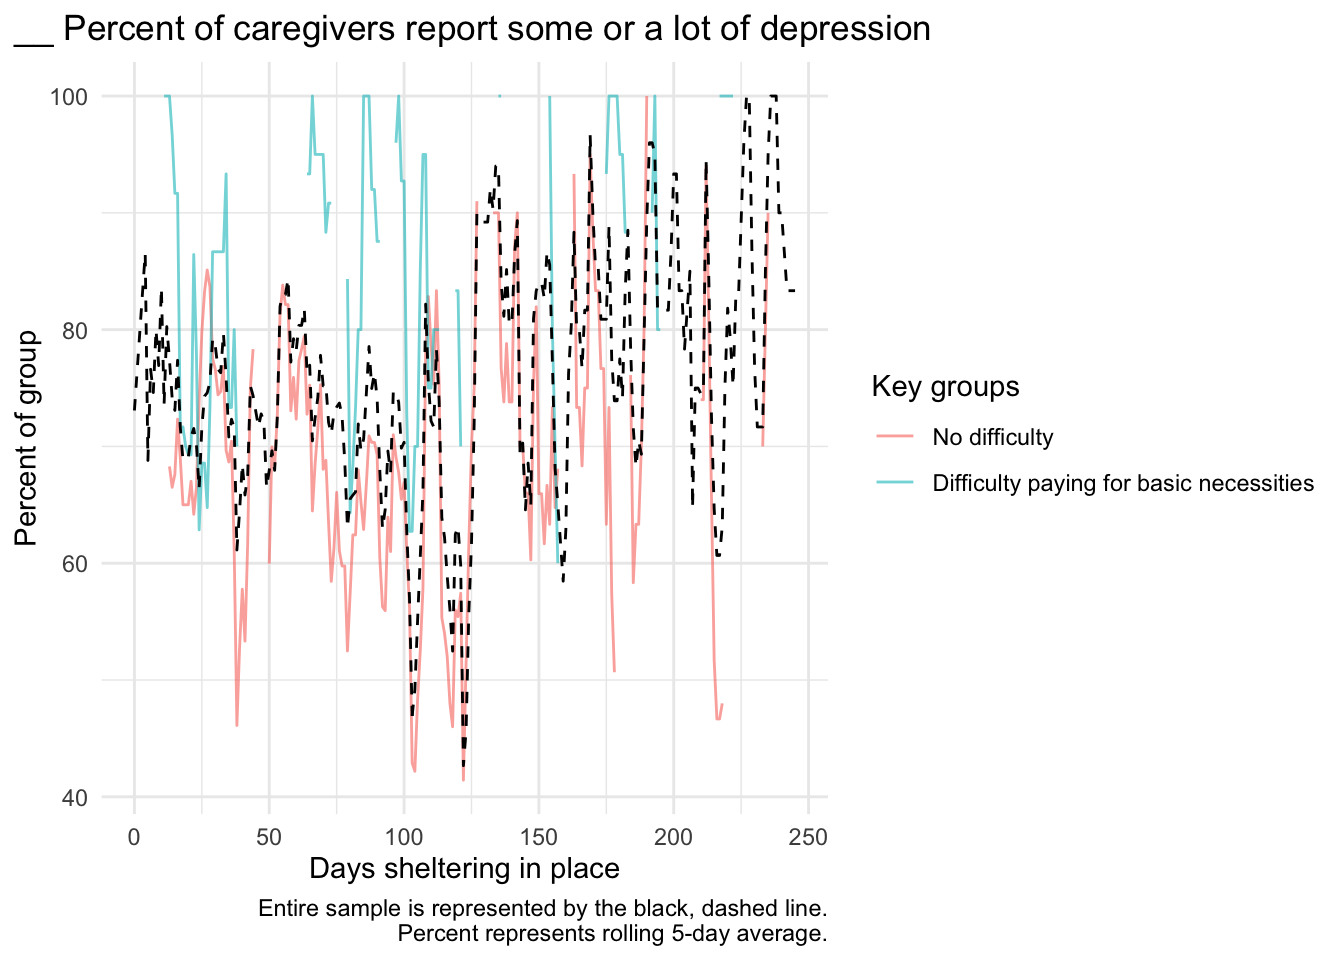 __ Percent of caregivers report some or a lot of depression
Percent of group
100
80
60
40
0 50 100 150 200 250
Days sheltering in place
Entire sample is represented by the black, dashed line.
Percent represents rolling 5-day average.
Key groups
No difficulty
Difficulty paying for basic necessities